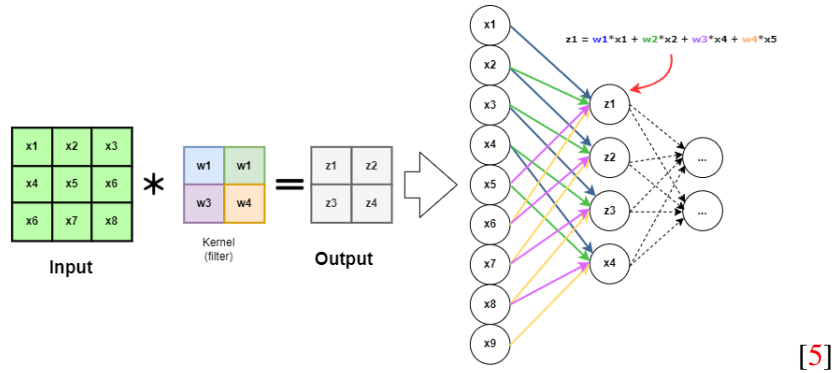 x1 x2 x3
x4 x5 x6
x6 x7 x8
Input
*
w1 w1
w3 w4
Kernel
(filter)
=
z1 z2
z3 z4
Output
x1
x2
x3
x4
x5
x6
x7
x8
x9
z1 = w1*x1 + w2*x2 + w3*x4 + w4*x5
z1
z2
z3
x4
...
...
[5]